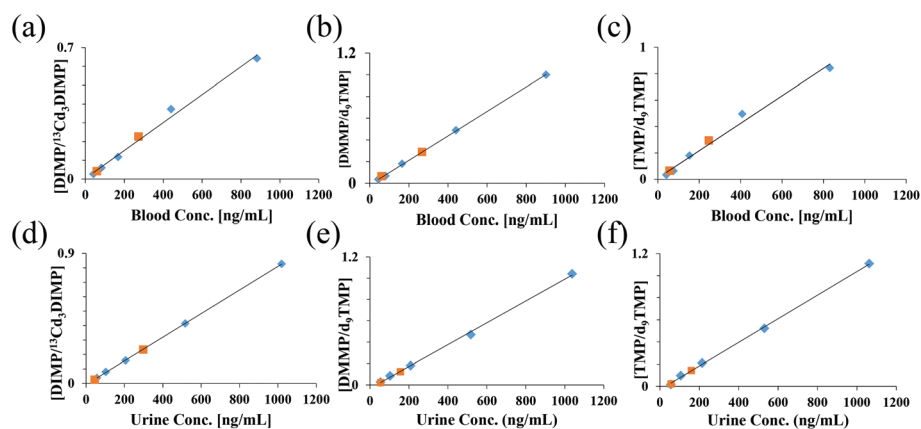 (a)
[DIMP/¹³Cd₃DIMP]
0.7
0
0 200 400 600 800 1000 1200
Blood Conc. [ng/mL]
(b)
[DMMP/d₉TMP]
1.2
0
0 200 400 600 800 1000 1200
Blood Conc. [ng/mL]
(c)
[TMP/d₉TMP]
1
0
0 200 400 600 800 1000 1200
Blood Conc. [ng/mL]
(d)
[DIMP/¹³Cd₃DIMP]
0.9
0
0 200 400 600 800 1000 1200
Urine Conc. [ng/mL]
(e)
[DMMP/d₉TMP]
1.2
0
0 200 400 600 800 1000 1200
Urine Conc. (ng/mL)
(f)
[TMP/d₉TMP]
1.2
0
0 200 400 600 800 1000 1200
Urine Conc. (ng/mL)